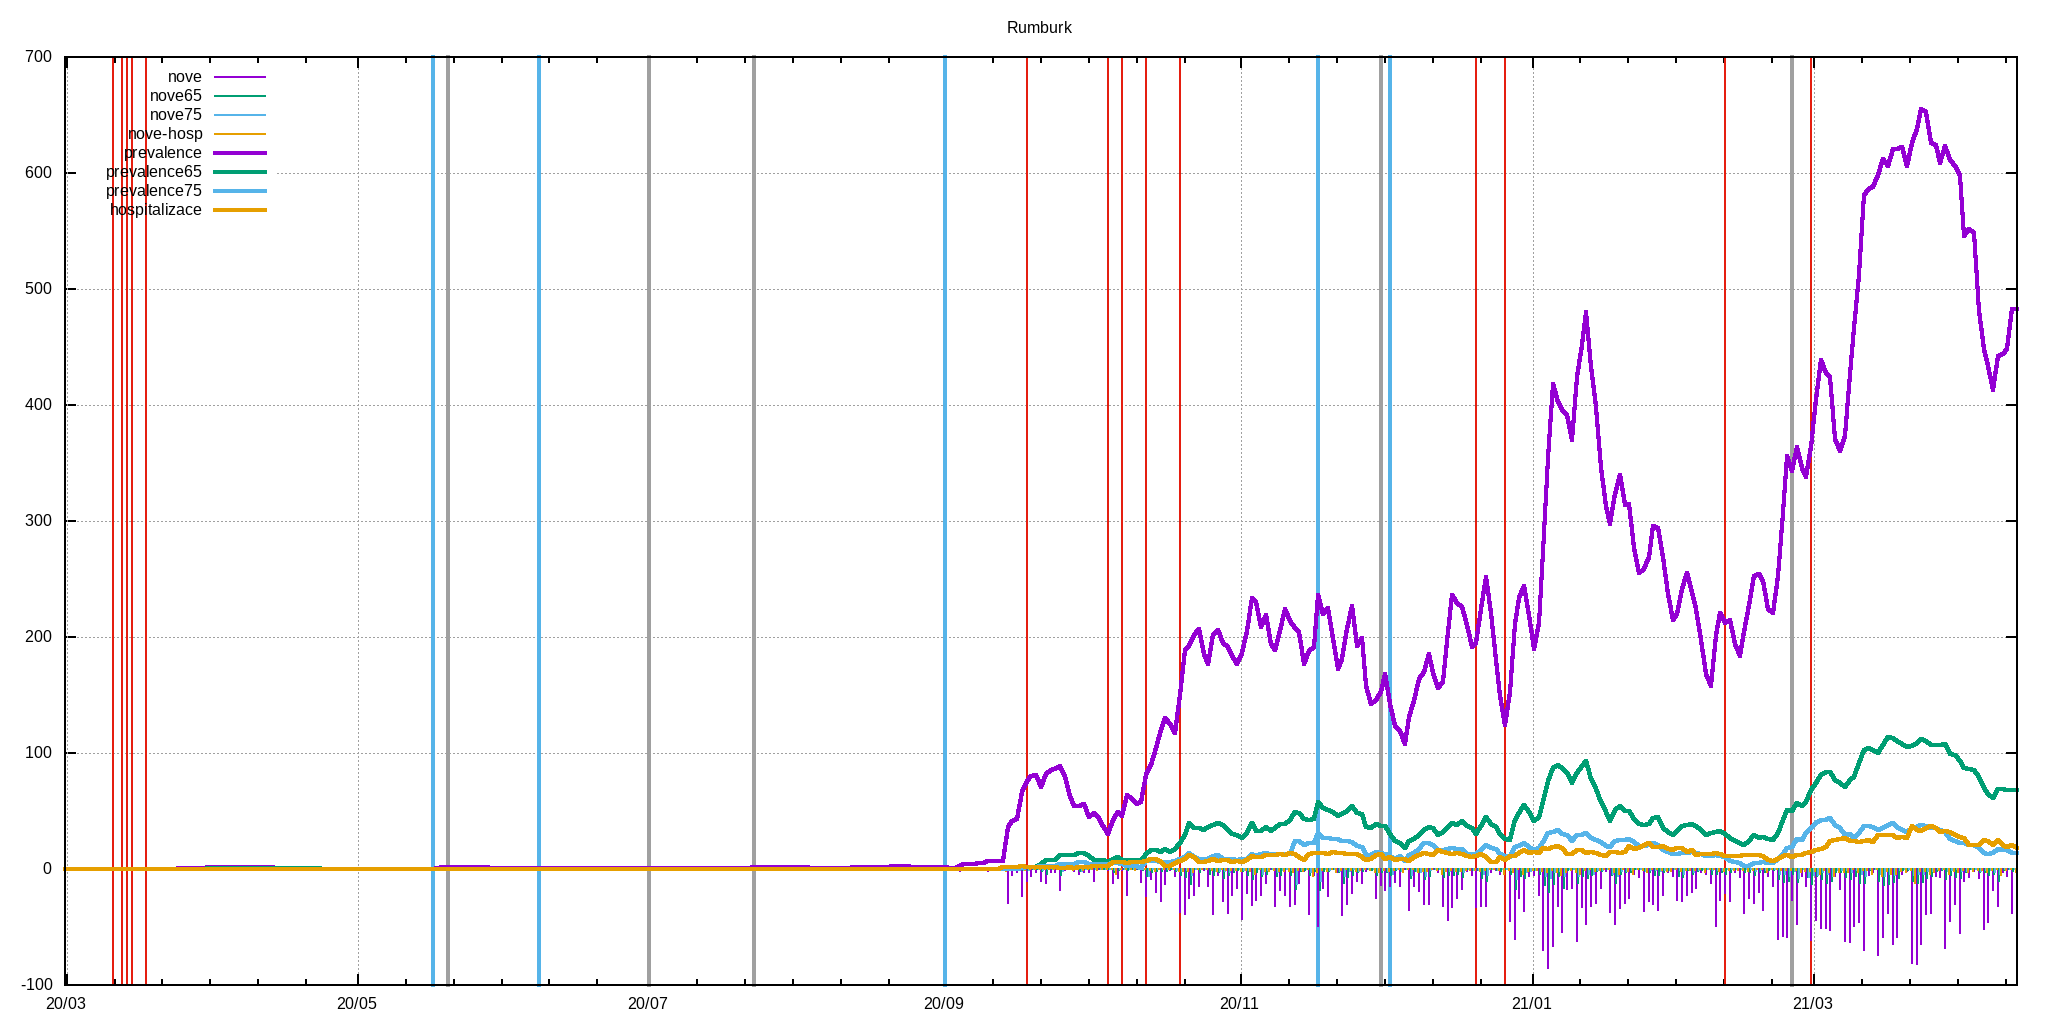 Rumburk
700
600
500
400
300
200
100
0
-100
nove
nove65
nove75
nove-hosp
prevalence
prevalence65
prevalence75
hospitalizace
20/03 20/05 20/07 20/09 20/11 21/01 21/03